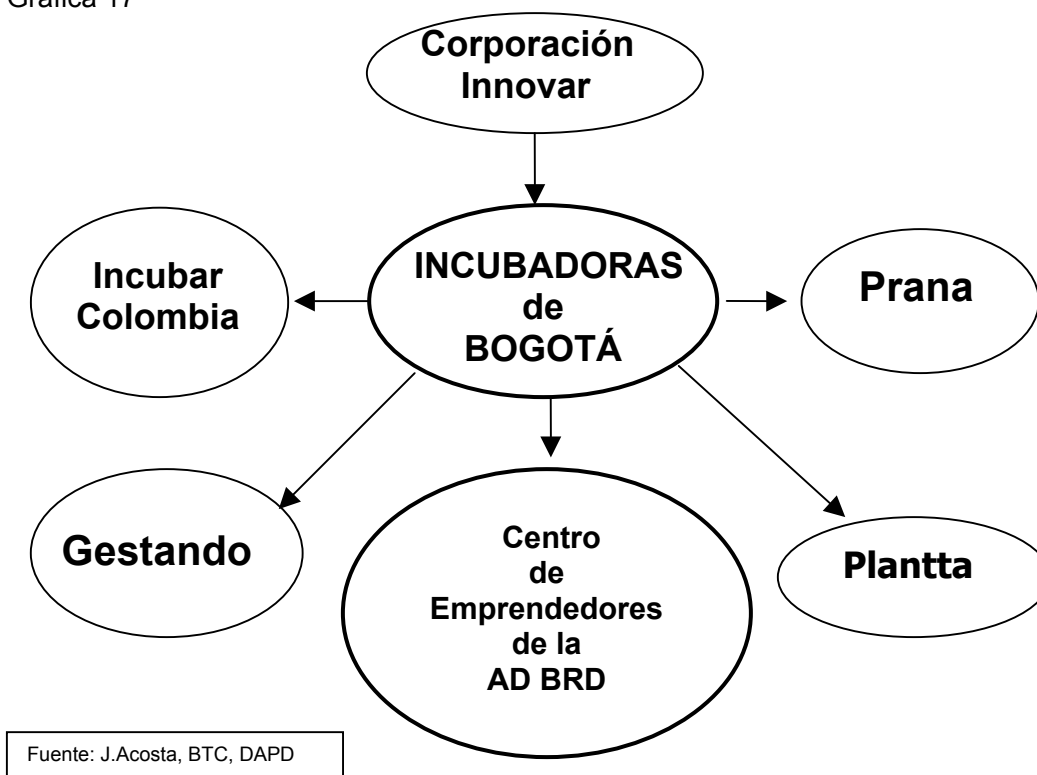 Gráfica 17
Corporación
Innovar
INCUBADORAS
de
BOGOTÁ
Incubar
Colombia
Prana
Gestando
Centro
de
Emprendedores
de la
AD BRD
Plantta
Fuente: J.Acosta, BTC, DAPD